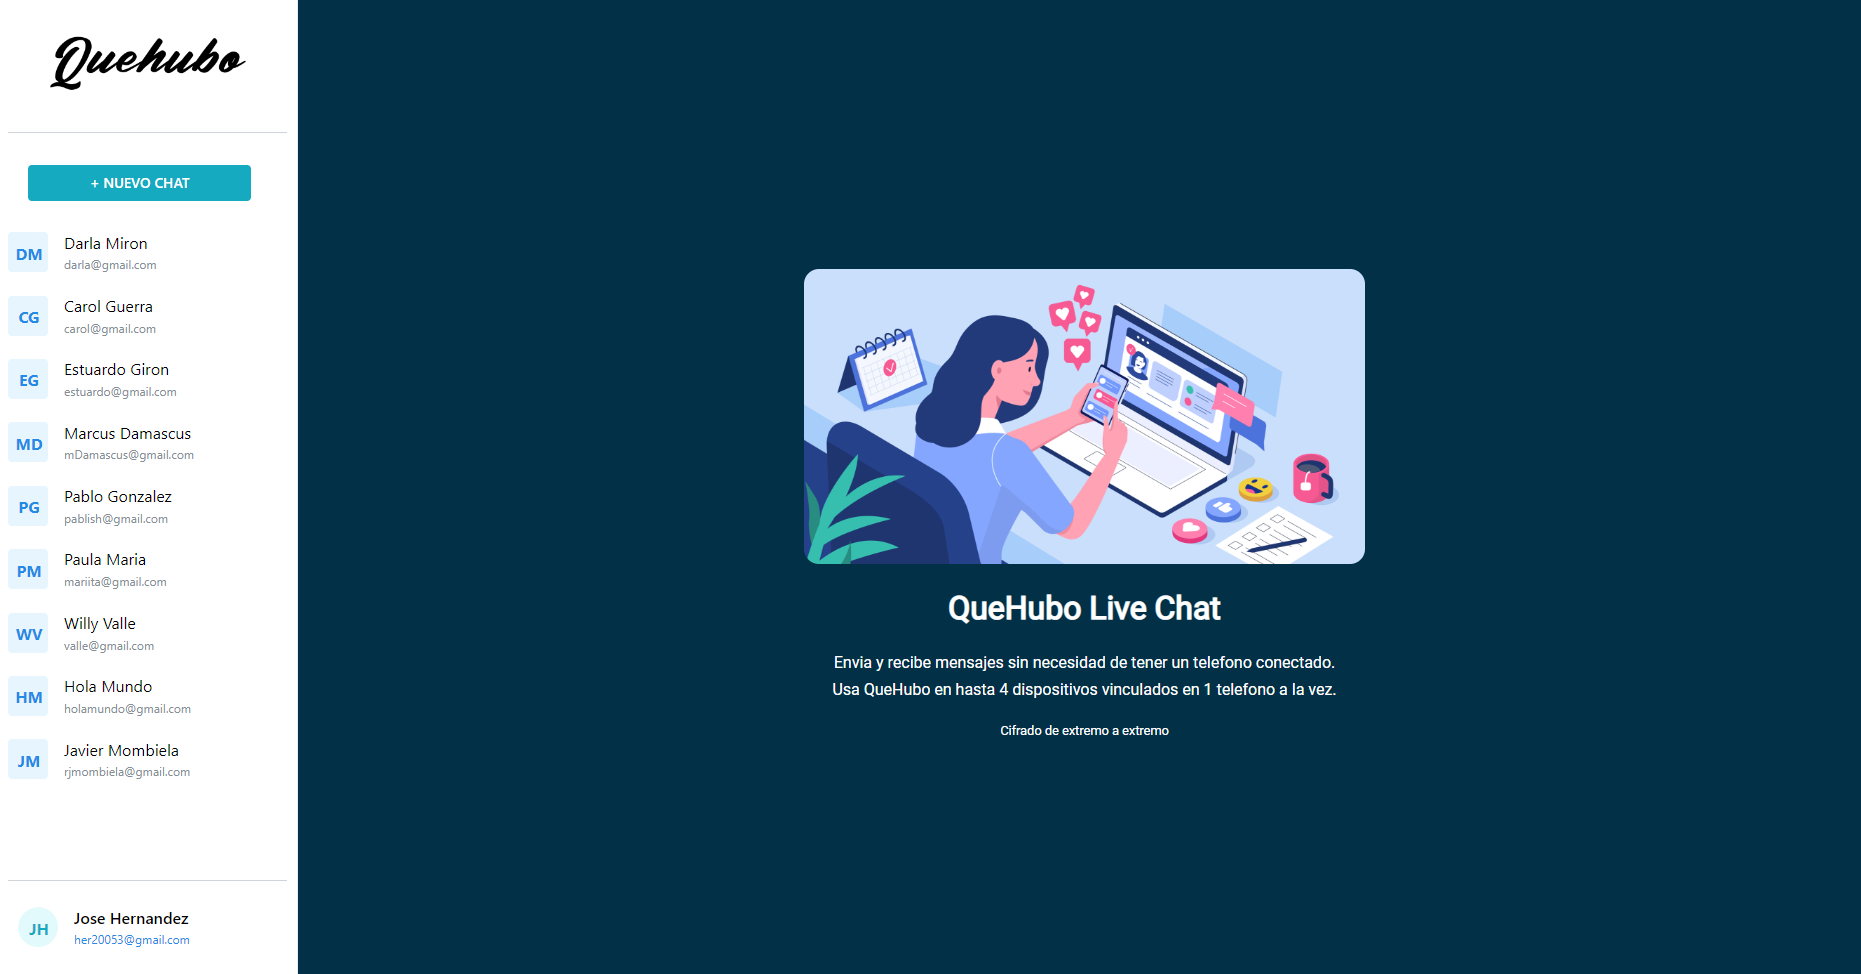 Quehubo
+ NUEVO CHAT
DM
Darla Miron
darla@gmail.com
CG
Carol Guerra
carol@gmail.com
EG
Estuardo Giron
estuardo@gmail.com
MD
Marcus Damascus
mDamascus@gmail.com
PG
Pablo Gonzalez
pablish@gmail.com
PM
Paula Maria
mariita@gmail.com
WV
Willy Valle
valle@gmail.com
HM
Hola Mundo
holamundo@gmail.com
JM
Javier Mombiela
rjmombiela@gmail.com
JH
Jose Hernandez
her20053@gmail.com
QueHubo Live Chat
Envia y recibe mensajes sin necesidad de tener un telefono conectado.
Usa QueHubo en hasta 4 dispositivos vinculados en 1 telefono a la vez.
Cifrado de extremo a extremo